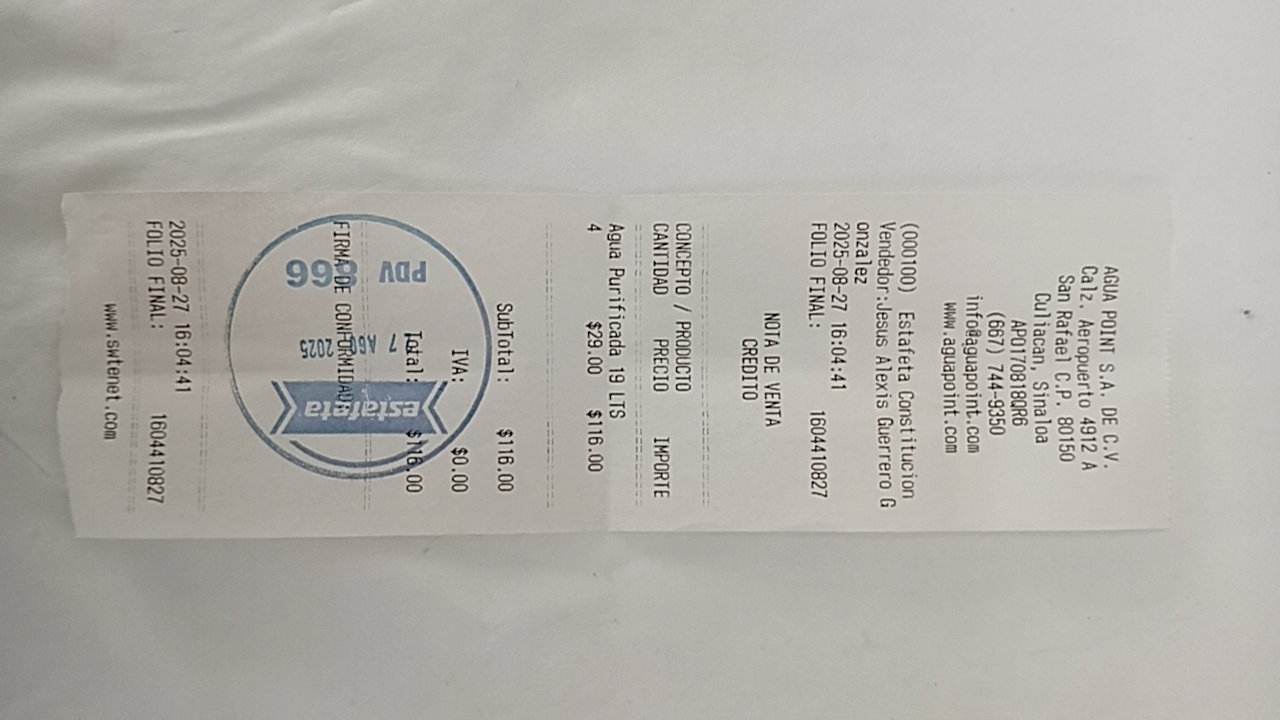 AGUA POINT S.A. DE C.V.
Calz. Aeropuerto 4912 A
San Rafael C.P. 80150
Culiacan, Sinaloa
APO170818QR6
(667) 744-9350
info@aguapoint.com
www.aguapoint.com
(000100) Estafeta Constitucion
Vendedor:Jesus Alexis Guerrero G
onzalez
2025-08-27 16:04:41
FOLIO FINAL: 1604410827
NOTA DE VENTA
CREDITO
CONCEPTO / PRODUCTO
CANTIDAD PRECIO IMPORTE
Agua Purificada 19 LTS
4 $29.00 $116.00
SubTotal: $116.00
IVA: $0.00
Total: $116.00
FIRMA DE CONFORMIDAD
PDV 866
7 AGO 2025
estafeta
2025-08-27 16:04:41
FOLIO FINAL: 1604410827
www.swtenet.com